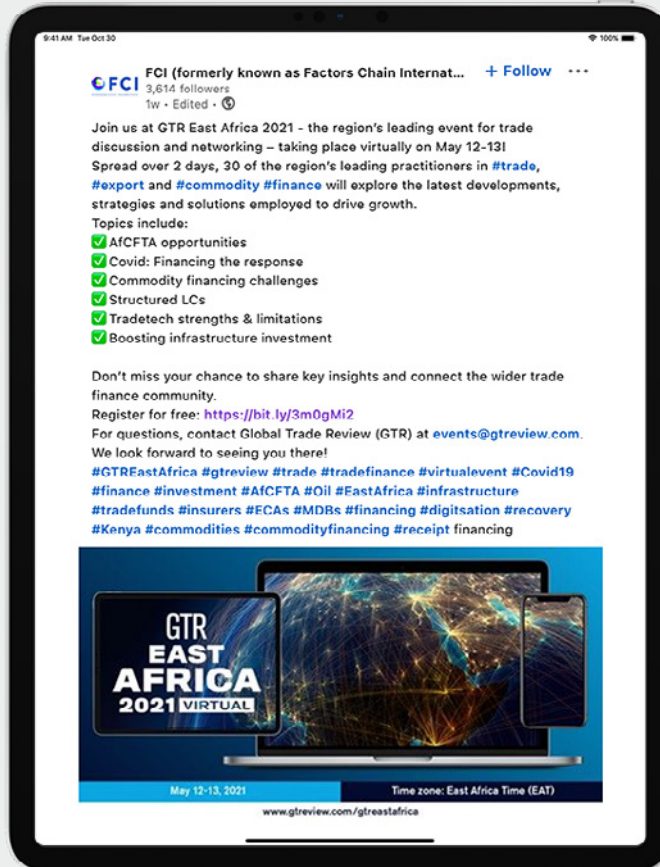 9:41 AM Tue Oct 30
100%
FCI
FCI (formerly known as Factors Chain Internat...
+ Follow
3,614 followers
1w • Edited •
Join us at GTR East Africa 2021 - the region's leading event for trade
discussion and networking – taking place virtually on May 12-13!
Spread over 2 days, 30 of the region's leading practitioners in #trade,
#export and #commodity #finance will explore the latest developments,
strategies and solutions employed to drive growth.
Topics include:
✅ AfCFTA opportunities
✅ Covid: Financing the response
✅ Commodity financing challenges
✅ Structured LCs
✅ Tradetech strengths & limitations
✅ Boosting infrastructure investment
Don't miss your chance to share key insights and connect the wider trade
finance community.
Register for free: https://bit.ly/3m0gMi2
For questions, contact Global Trade Review (GTR) at events@gtreview.com.
We look forward to seeing you there!
#GTREastAfrica #gtreview #trade #tradefinance #virtualevent #Covid19
#finance #investment #AfCFTA #Oil #EastAfrica #infrastructure
#tradefunds #insurers #ECAs #MDBs #financing #digitsation #recovery
#Kenya #commodities #commodityfinancing #receipt financing
GTR
EAST
AFRICA
2021 VIRTUAL
May 12-13, 2021
Time zone: East Africa Time (EAT)
www.gtreview.com/gtreastafrica